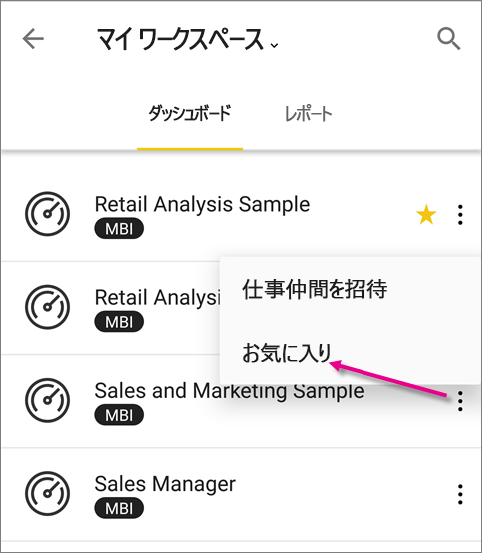 マイ ワークスペース
ダッシュボード
レポート
Retail Analysis Sample
MBI
仕事仲間を招待
Retail Analysi
MBI
お気に入り
Sales and Marketing Sample
MBI
Sales Manager
MBI